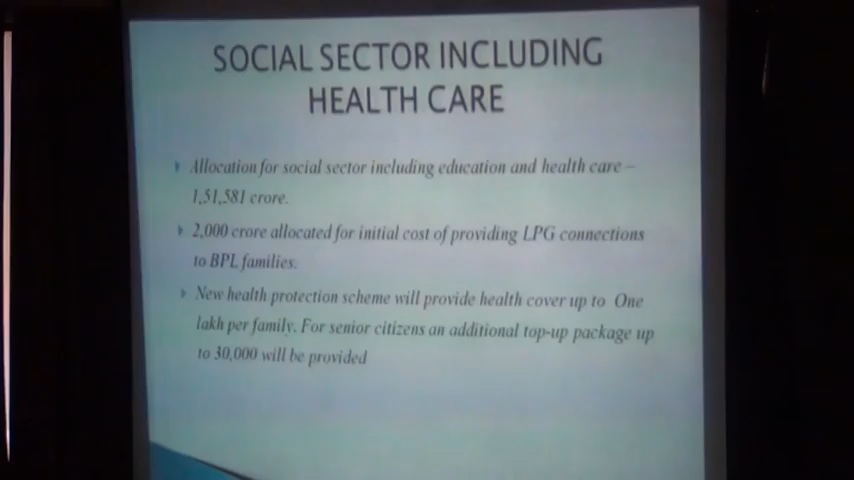 SOCIAL SECTOR INCLUDING
HEALTH CARE
Allocation for social sector including education and health care –
1,51,581 crore.
2,000 crore allocated for initial cost of providing LPG connections
to BPL families.
New health protection scheme will provide health cover up to One
lakh per family. For senior citizens an additional top-up package up
to 30,000 will be provided